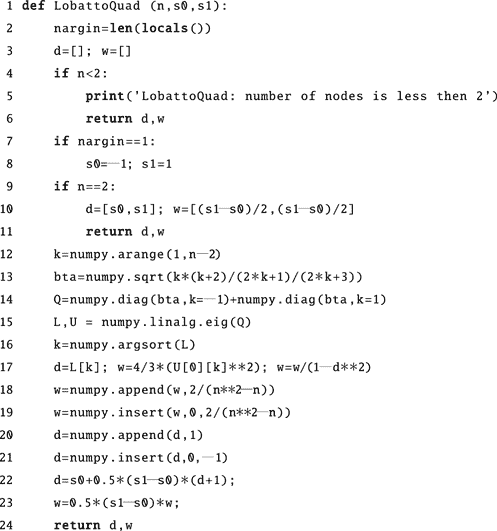 1 def LobattoQuad (n,s0,s1):
2     nargin=len(locals())
3     d=[]; w=[]
4     if n<2:
5         print('LobattoQuad: number of nodes is less then 2')
6         return d,w
7     if nargin==1:
8         s0=—1; s1=1
9     if n==2:
10         d=[s0,s1]; w=[(s1—s0)/2,(s1—s0)/2]
11         return d,w
12     k=numpy.arange(1,n—2)
13     bta=numpy.sqrt(k*(k+2)/(2*k+1)/(2*k+3))
14     Q=numpy.diag(bta,k=—1)+numpy.diag(bta,k=1)
15     L,U = numpy.linalg.eig(Q)
16     k=numpy.argsort(L)
17     d=L[k]; w=4/3*(U[0][k]**2); w=w/(1—d**2)
18     w=numpy.append(w,2/(n**2—n))
19     w=numpy.insert(w,0,2/(n**2—n))
20     d=numpy.append(d,1)
21     d=numpy.insert(d,0,—1)
22     d=s0+0.5*(s1—s0)*(d+1);
23     w=0.5*(s1—s0)*w;
24     return d,w